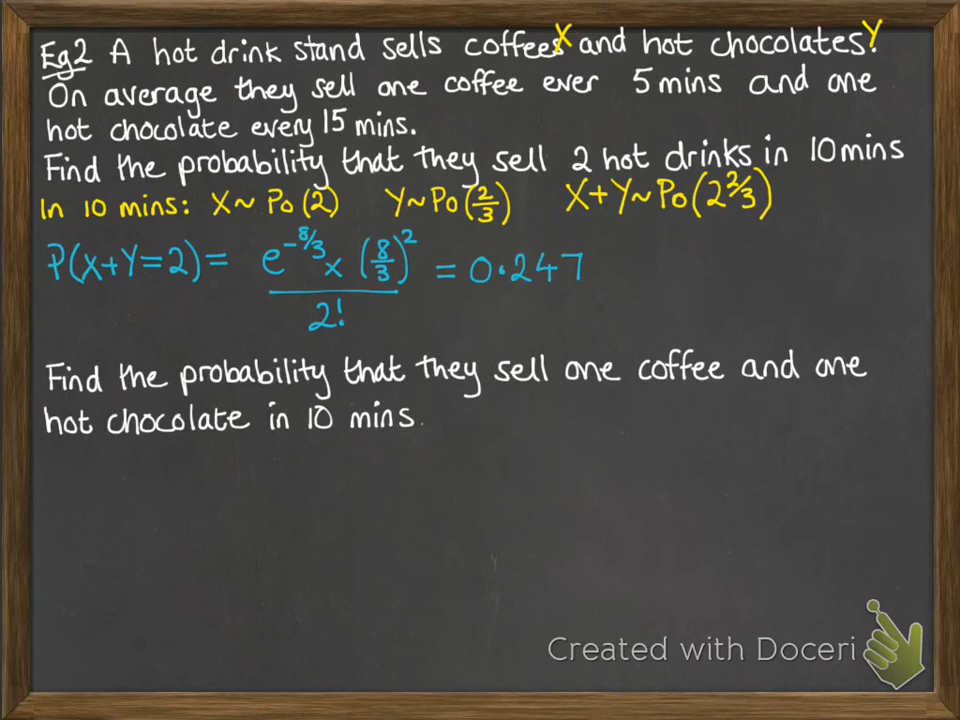 Eg2 A hot drink stand sells coffees X and hot chocolates. Y
On average they sell one coffee ever 5 mins and one
hot chocolate every 15 mins.
Find the probability that they sell 2 hot drinks in 10 mins
In 10 mins: X~Po(2) Y~Po(2/3) X+Y~Po(2 2/3)
P(X+Y=2) = e^{-8/3} × (8/3)^2 / 2! = 0.247
Find the probability that they sell one coffee and one
hot chocolate in 10 mins.
Created with Doceri